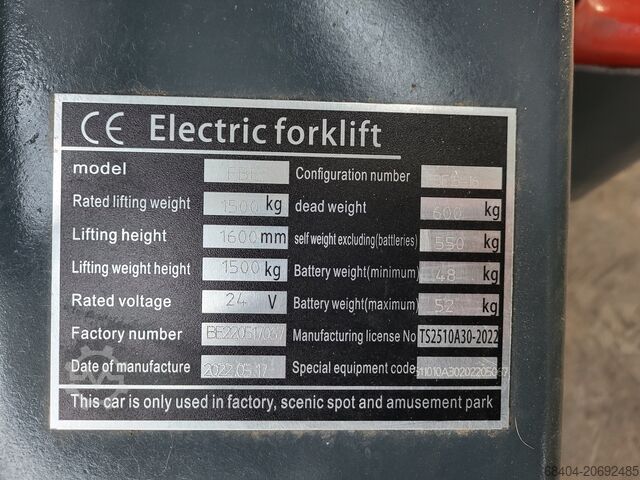 CE Electric forklift
model Configuration number
Rated lifting weight 1500 kg dead weight 600 kg
Lifting height 1600 mm self weight excluding(battleries) 550 kg
Lifting weight height 1500 kg Battery weight(minimum) 48 kg
Rated voltage 24 V Battery weight(maximum) 52 kg
Factory number Manufacturing license No TS2510A30-2022
Date of manufacture 2022.05.17 Special equipment code
This car is only used in factory, scenic spot and amusement park
68404-20692485